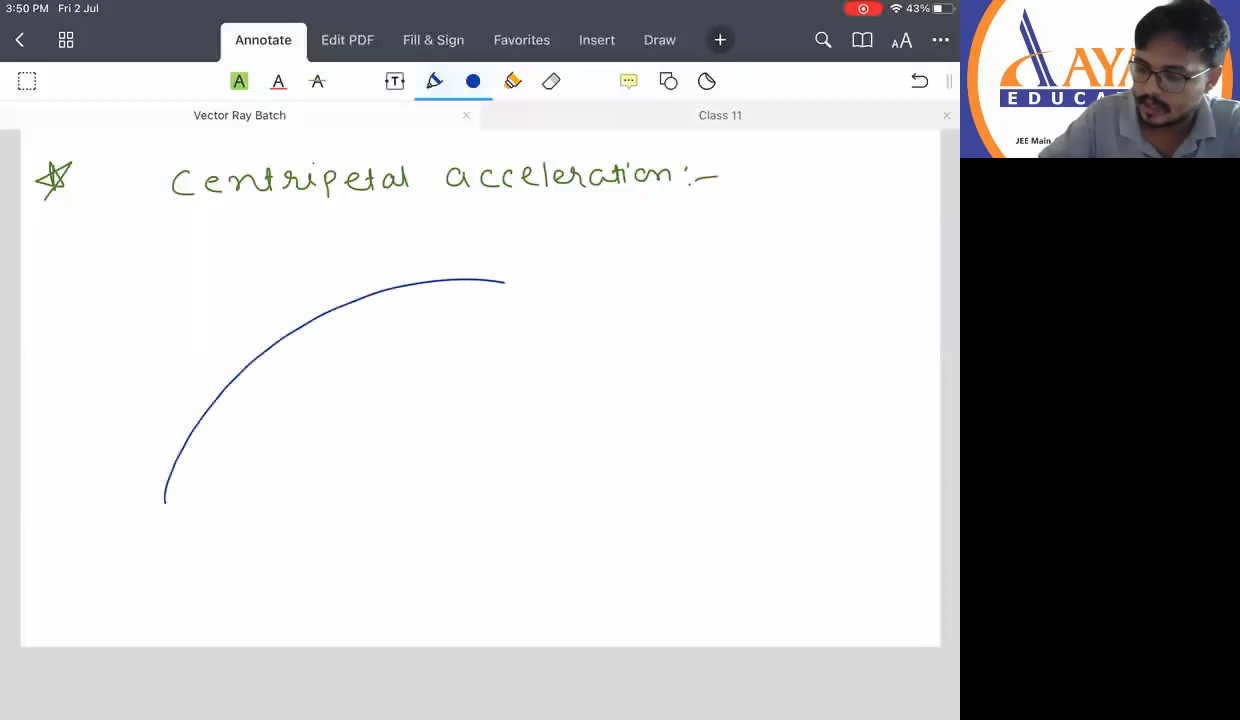 3:50 PM Fri 2 Jul
43%
Annotate Edit PDF Fill & Sign Favorites Insert Draw
Vector Ray Batch
Class 11
Centripetal acceleration :-
JEE Main